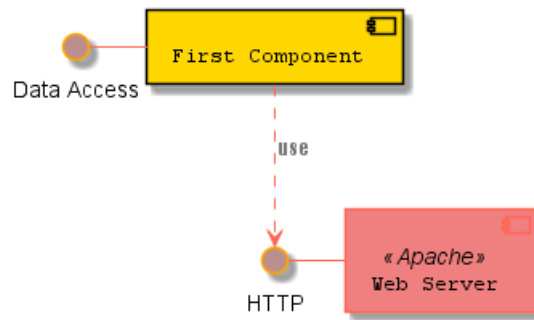 First Component
Data Access
use
«Apache»
Web Server
HTTP